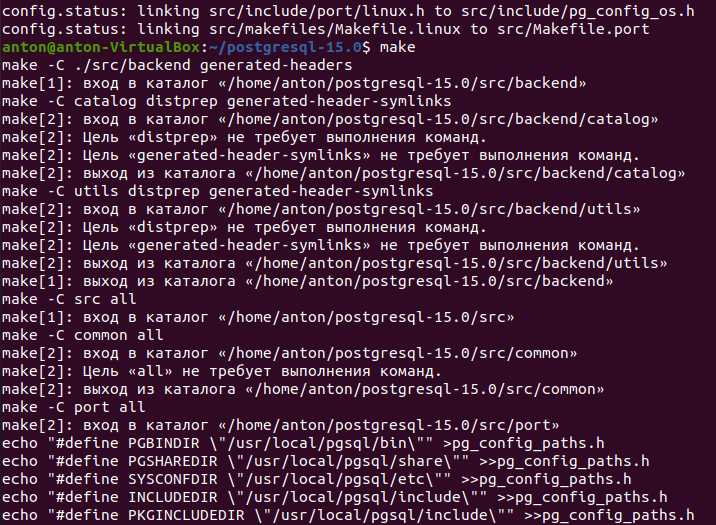 config.status: linking src/include/port/linux.h to src/include/pg_config_os.h
config.status: linking src/makefiles/Makefile.linux to src/Makefile.port
anton@anton-VirtualBox:~/postgresql-15.0$ make
make -C ./src/backend generated-headers
make[1]: вход в каталог «/home/anton/postgresql-15.0/src/backend»
make -C catalog distprep generated-header-symlinks
make[2]: вход в каталог «/home/anton/postgresql-15.0/src/backend/catalog»
make[2]: Цель «distprep» не требует выполнения команд.
make[2]: Цель «generated-header-symlinks» не требует выполнения команд.
make[2]: выход из каталога «/home/anton/postgresql-15.0/src/backend/catalog»
make -C utils distprep generated-header-symlinks
make[2]: вход в каталог «/home/anton/postgresql-15.0/src/backend/utils»
make[2]: Цель «distprep» не требует выполнения команд.
make[2]: Цель «generated-header-symlinks» не требует выполнения команд.
make[2]: выход из каталога «/home/anton/postgresql-15.0/src/backend/utils»
make[1]: выход из каталога «/home/anton/postgresql-15.0/src/backend»
make -C src all
make[1]: вход в каталог «/home/anton/postgresql-15.0/src»
make -C common all
make[2]: вход в каталог «/home/anton/postgresql-15.0/src/common»
make[2]: Цель «all» не требует выполнения команд.
make[2]: выход из каталога «/home/anton/postgresql-15.0/src/common»
make -C port all
make[2]: вход в каталог «/home/anton/postgresql-15.0/src/port»
echo "#define PGBINDIR \"/usr/local/pgsql/bin\"" >pg_config_paths.h
echo "#define PGSHAREDIR \"/usr/local/pgsql/share\"" >>pg_config_paths.h
echo "#define SYSCONFDIR \"/usr/local/pgsql/etc\"" >>pg_config_paths.h
echo "#define INCLUDEDIR \"/usr/local/pgsql/include\"" >>pg_config_paths.h
echo "#define PKGINCLUDEDIR \"/usr/local/pgsql/include\"" >>pg_config_paths.h